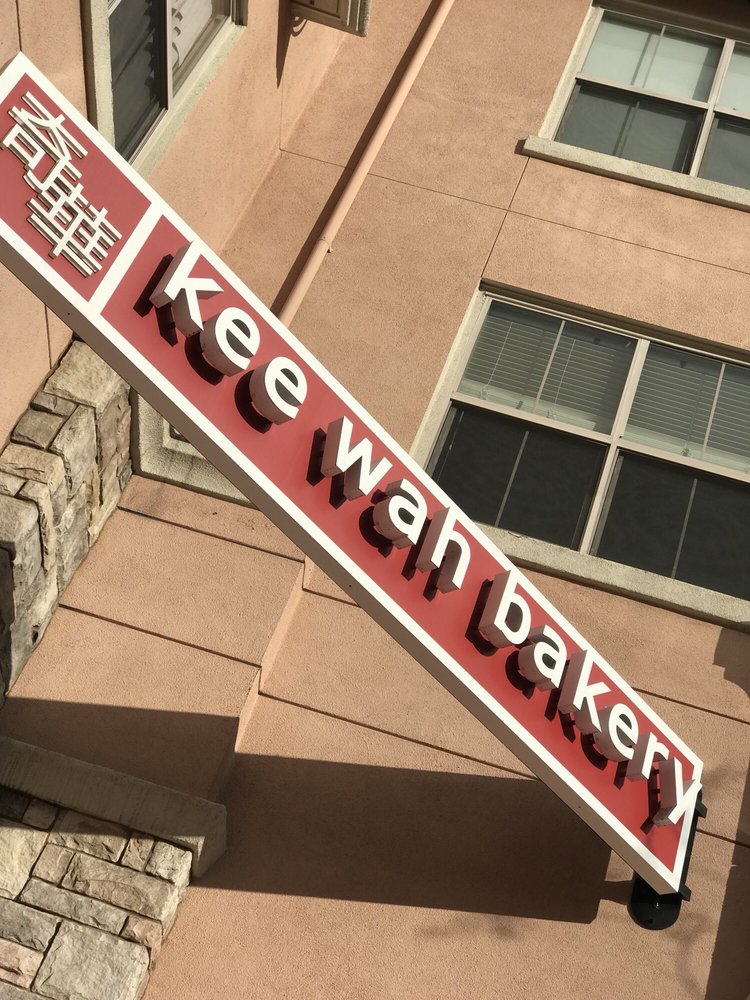 奇華
kee wah bakery